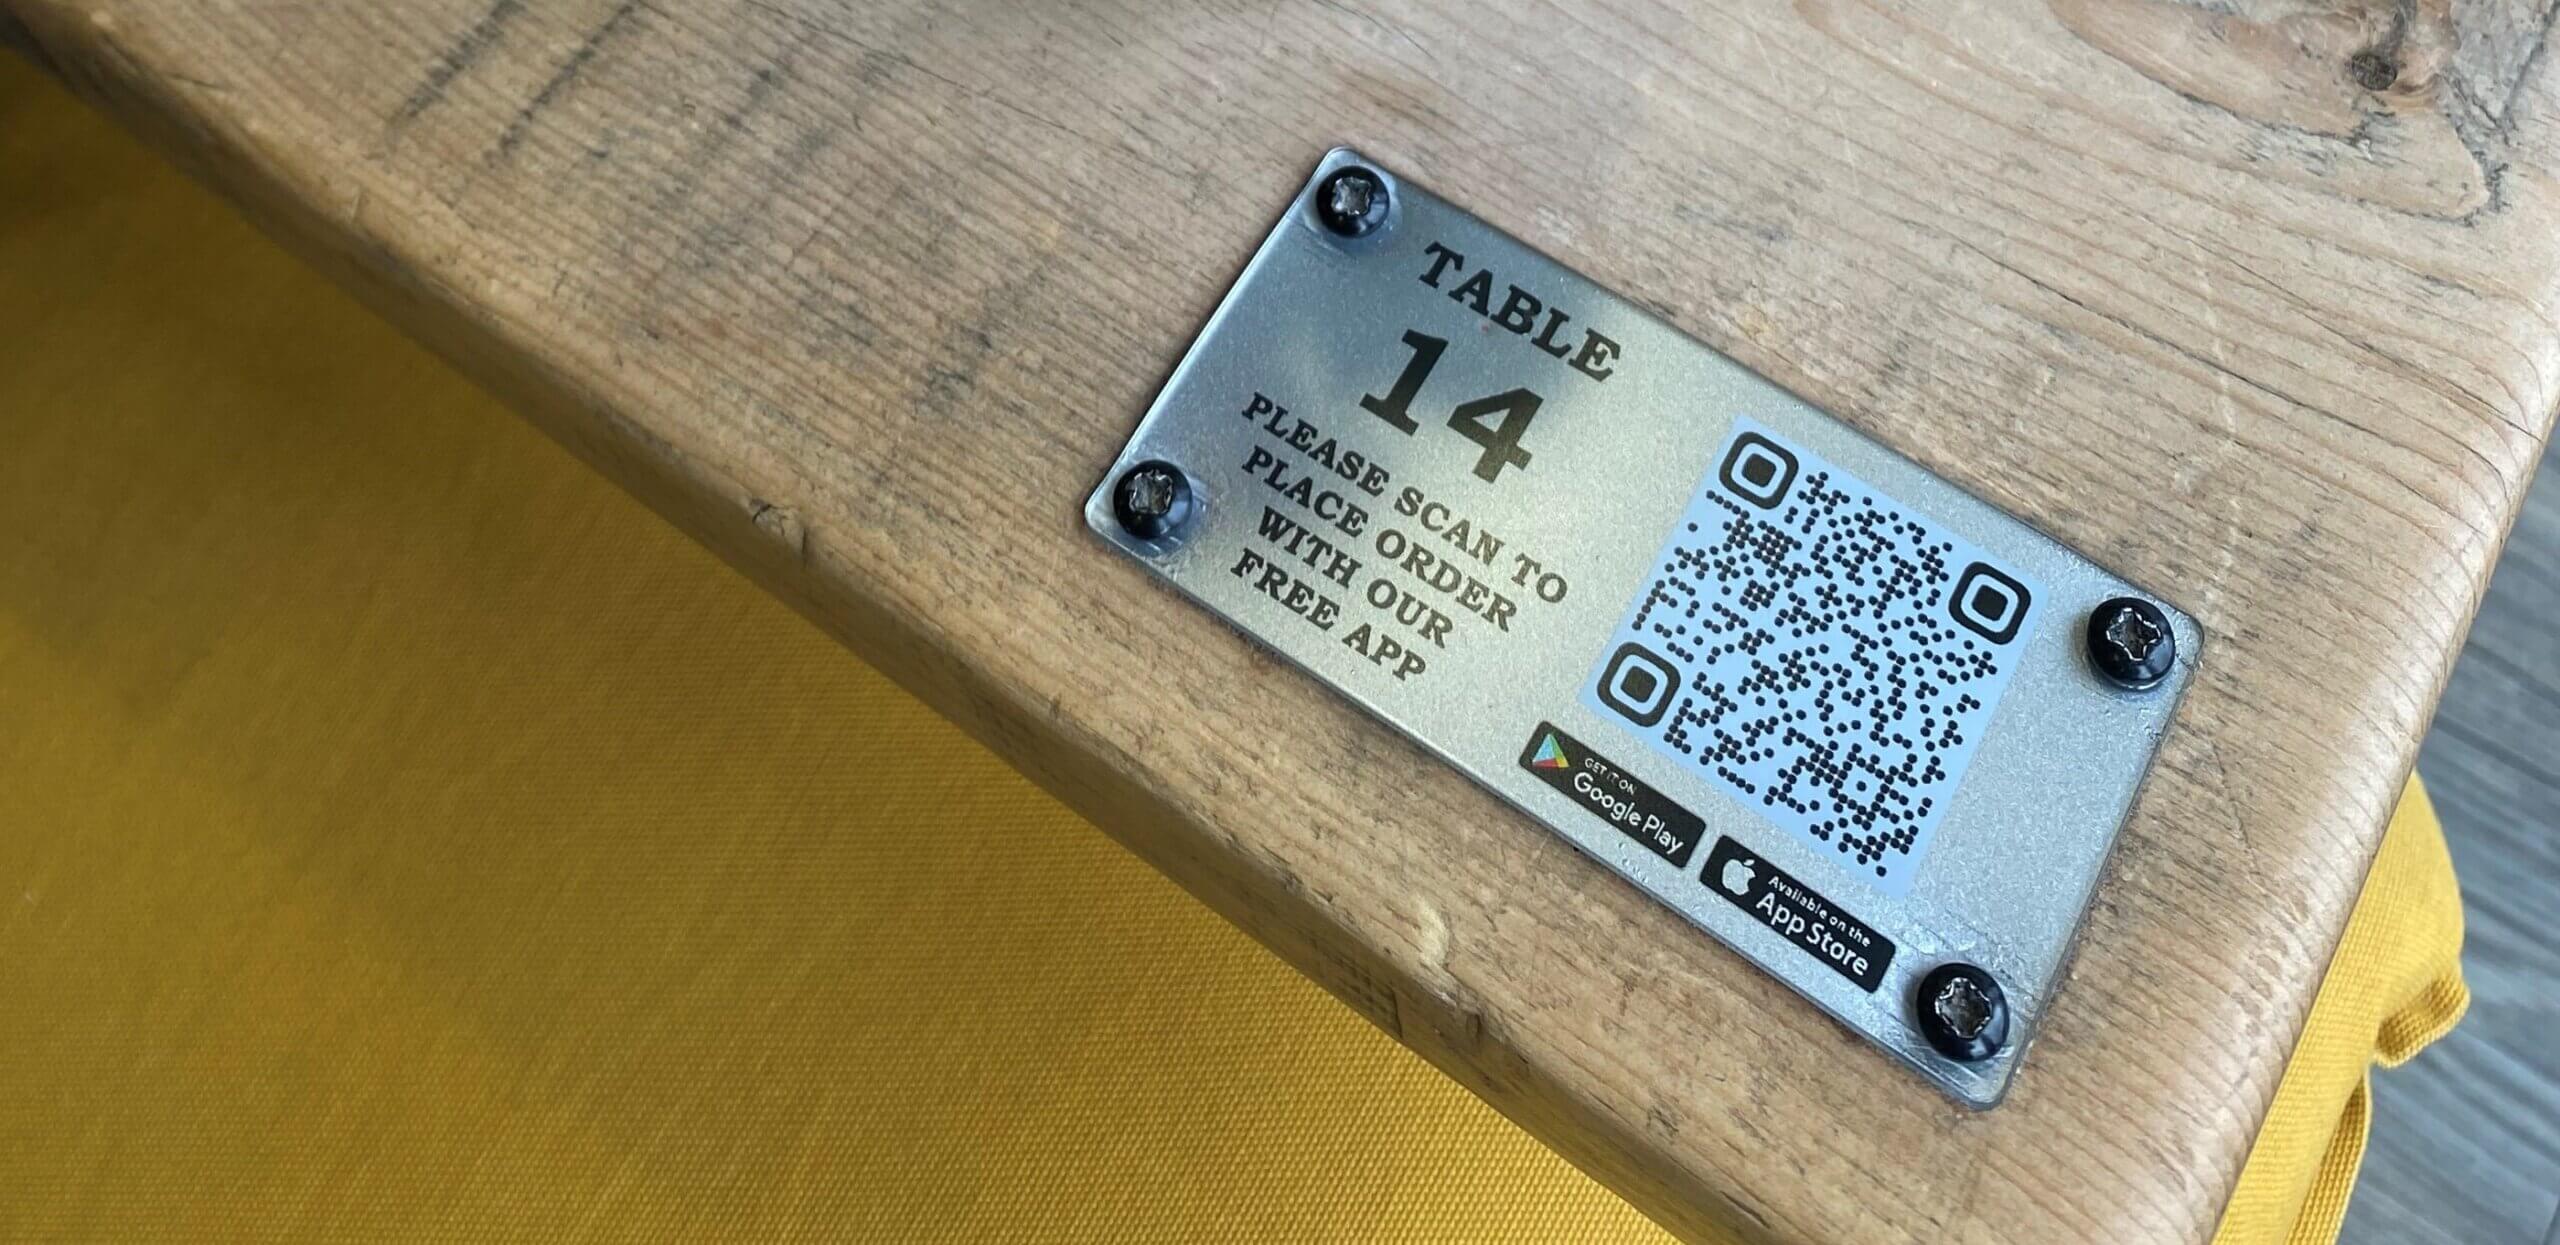 TABLE
14
PLEASE SCAN TO
PLACE ORDER
WITH OUR
FREE APP
GET IT ON
Google Play
Available on the
App Store